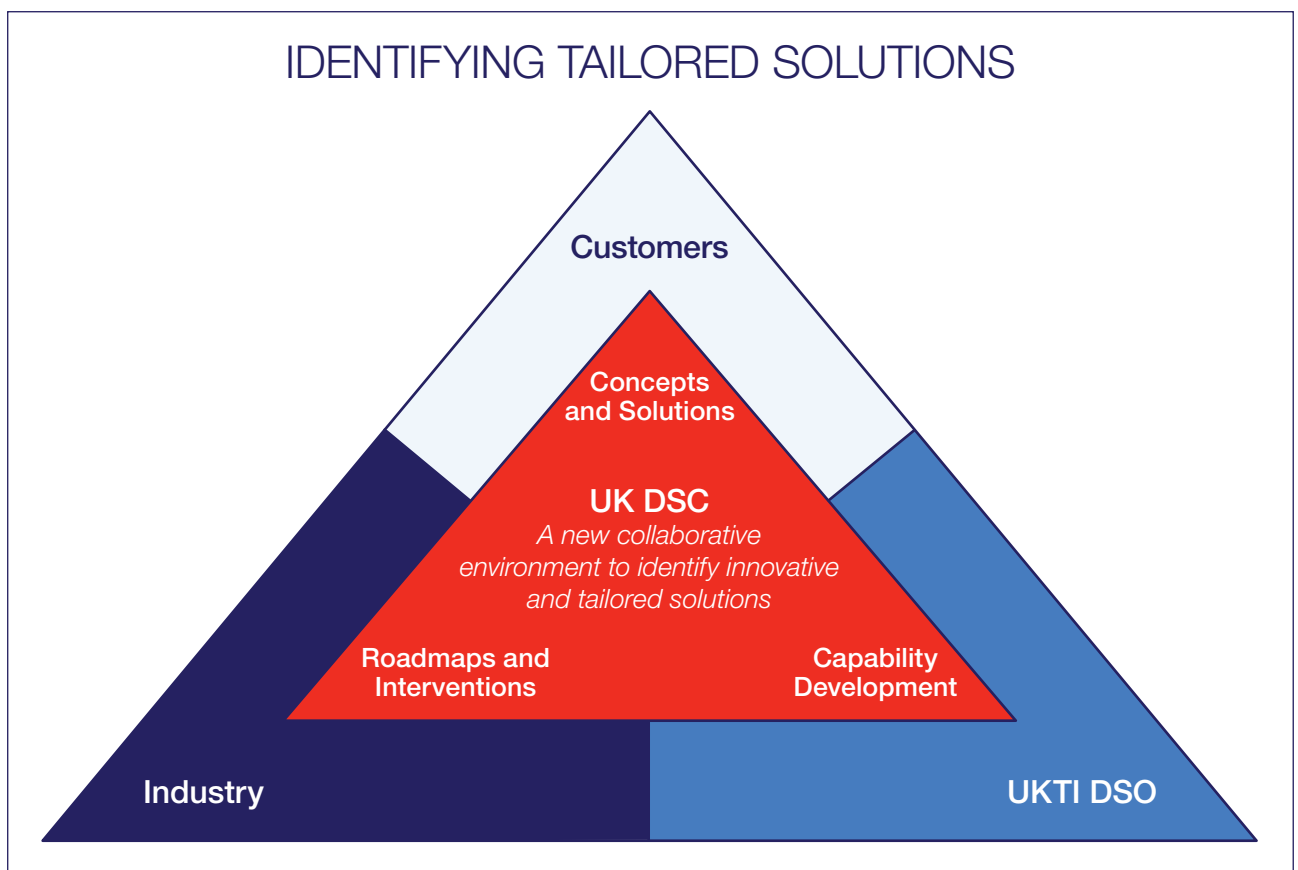 IDENTIFYING TAILORED SOLUTIONS
Customers
Concepts
and Solutions
UK DSC
A new collaborative
environment to identify innovative
and tailored solutions
Roadmaps and
Interventions
Capability
Development
Industry
UKTI DSO